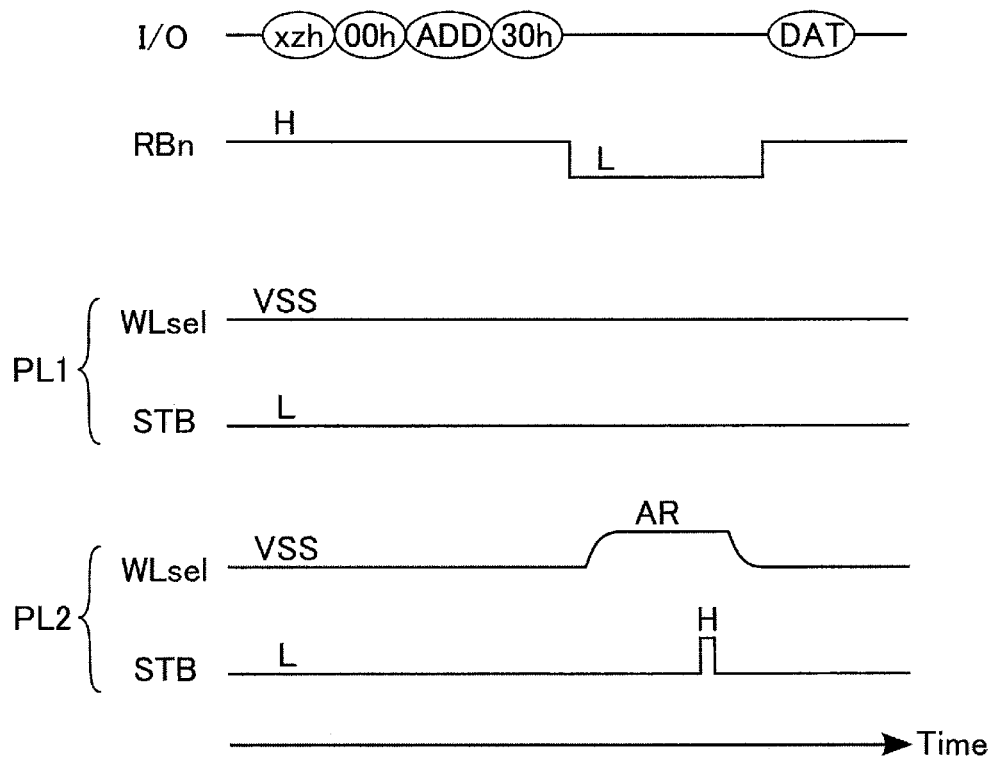 I/O xzh 00h ADD 30h DAT
RBn H L
PL1
WLsel VSS
STB L
PL2
WLsel VSS AR
STB L H
Time